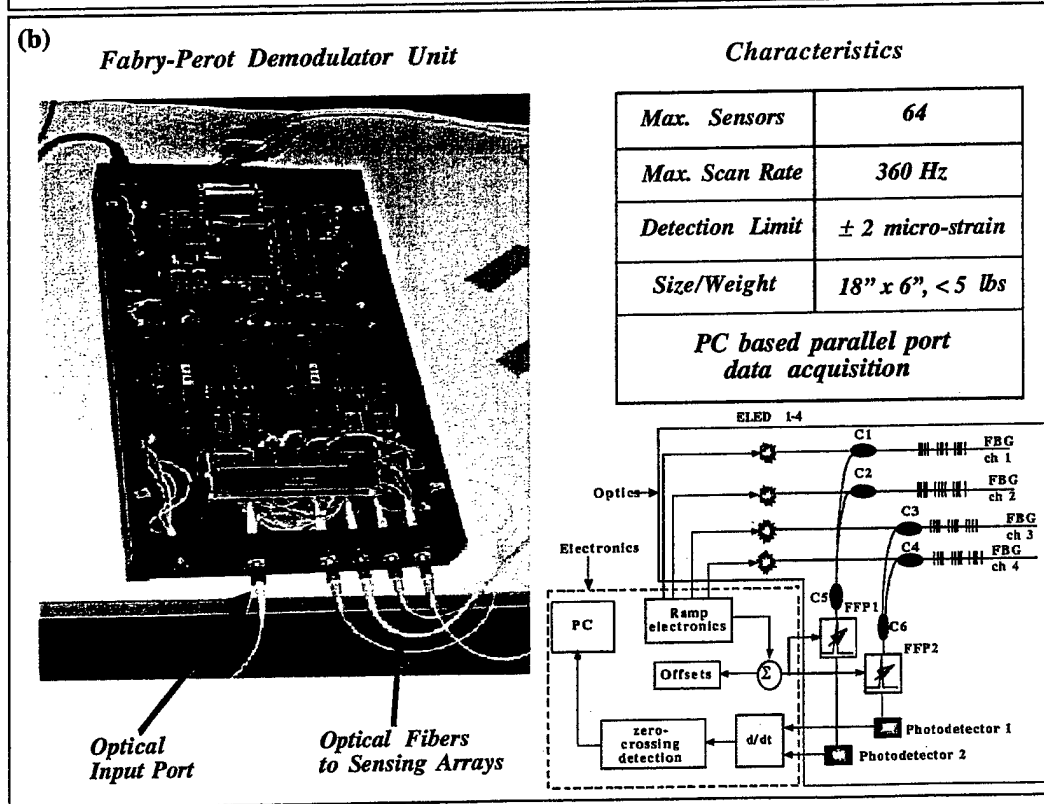 (b)
Fabry-Perot Demodulator Unit
Characteristics
Max. Sensors 64
Max. Scan Rate 360 Hz
Detection Limit ± 2 micro-strain
Size/Weight 18” x 6”, < 5 lbs
PC based parallel port
data acquisition
Optical
Input Port
Optical Fibers
to Sensing Arrays
ELED 1-4
C1
FBG
ch 1
C2
FBG
ch 2
Optics
C3
FBG
ch 3
C4
FBG
ch 4
Electronics
C5
FFP1
PC
Ramp
electronics
C6
FFP2
Offsets
Σ
zero-
crossing
detection
d/dt
Photodetector 1
Photodetector 2